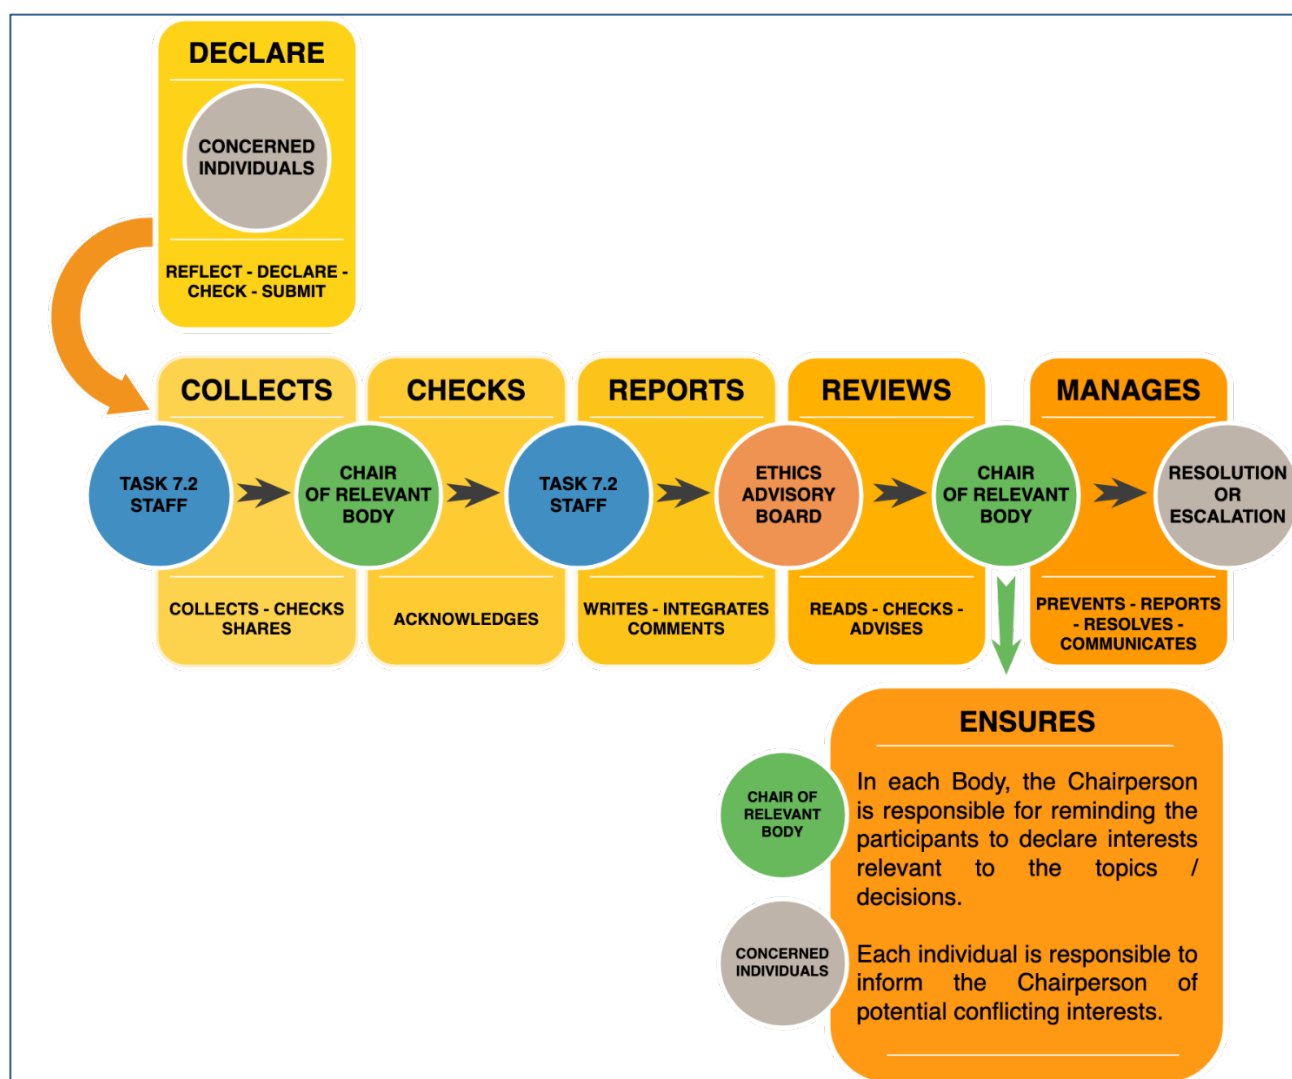 DECLARE
CONCERNED
INDIVIDUALS
REFLECT - DECLARE -
CHECK - SUBMIT
COLLECTS
TASK 7.2
STAFF
COLLECTS - CHECKS
SHARES
CHECKS
CHAIR
OF RELEVANT
BODY
ACKNOWLEDGES
REPORTS
TASK 7.2
STAFF
WRITES - INTEGRATES
COMMENTS
REVIEWS
ETHICS
ADVISORY
BOARD
READS - CHECKS -
ADVISES
MANAGES
CHAIR
OF RELEVANT
BODY
RESOLUTION
OR
ESCALATION
PREVENTS - REPORTS
- RESOLVES -
COMMUNICATES
ENSURES
CHAIR OF
RELEVANT
BODY
In each Body, the Chairperson
is responsible for reminding the
participants to declare interests
relevant to the topics /
decisions.
CONCERNED
INDIVIDUALS
Each individual is responsible to
inform the Chairperson of
potential conflicting interests.